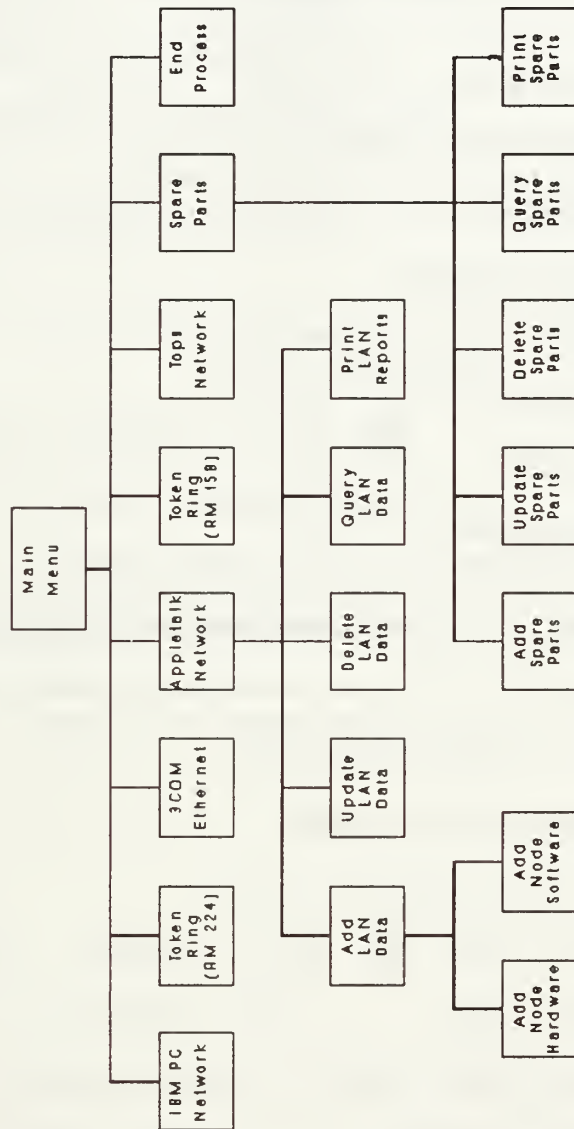 Main
Menu
IBM PC
Network
Token
Ring
(RM 224)
3COM
Ethernet
Appletalk
Network
Token
Ring
(RM 158)
Tops
Network
Spare
Parts
End
Process
Add
LAN
Data
Update
LAN
Data
Delete
LAN
Data
Query
LAN
Data
Print
LAN
Reports
Add
Node
Hardware
Add
Node
Software
Add
Spare
Parts
Update
Spare
Parts
Delete
Spare
Parts
Query
Spare
Parts
Print
Spare
Parts